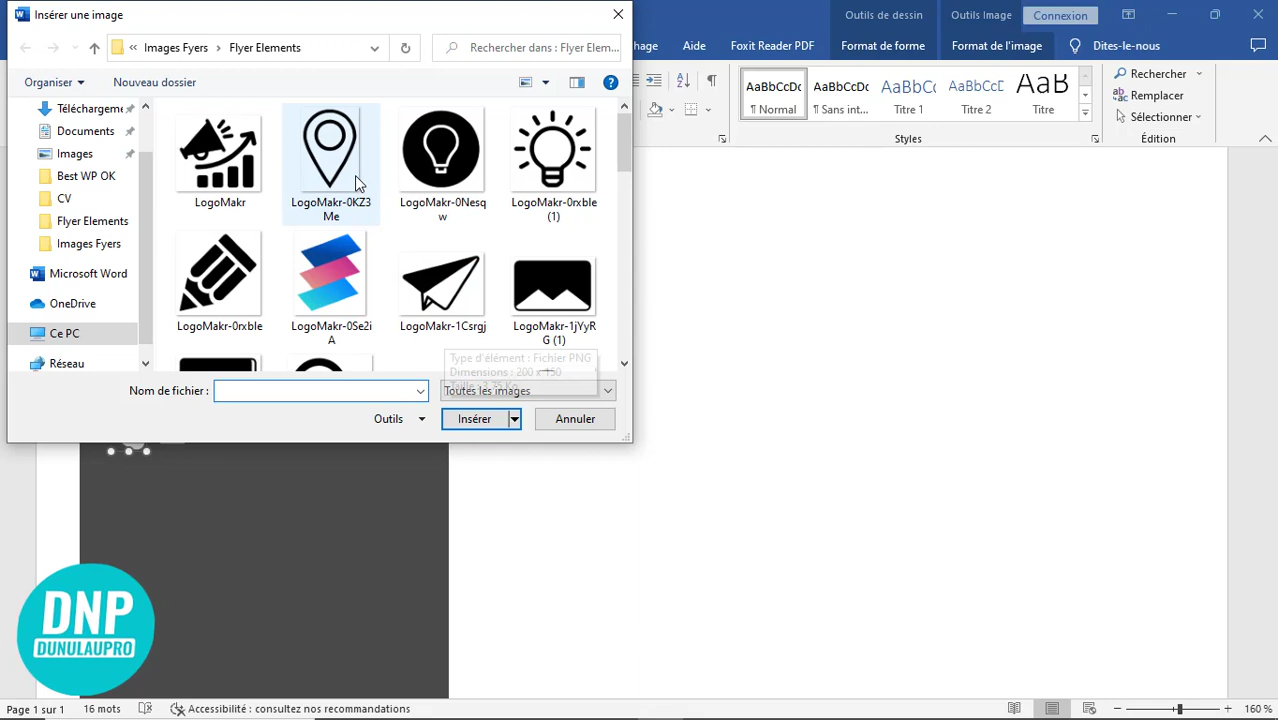 Insérer une image
Outils de dessin
Outils Image
Connexion
Images Fyers
Flyer Elements
Rechercher dans : Flyer Elem...
hage
Aide
Foxit Reader PDF
Format de forme
Format de l'image
Dites-le-nous
Organiser
Nouveau dossier
Téléchargeme
Documents
Images
Best WP OK
CV
Flyer Elements
Images Fyers
Microsoft Word
OneDrive
Ce PC
Réseau
LogoMakr
LogoMakr-0KZ3
Me
LogoMakr-0Nesq
w
LogoMakr-0rxble
(1)
LogoMakr-0rxble
LogoMakr-0Se2i
A
LogoMakr-1Csrgj
LogoMakr-1jYyR
G (1)
Type d'élément : Fichier PNG
Dimensions : 200 x 150
Taille : 3,75 Ko
Nom de fichier :
Toutes les images
Outils
Insérer
Annuler
AaBbCcDc
¶ Normal
AaBbCcDc
¶ Sans int...
AaBbCc
Titre 1
AaBbCcD
Titre 2
AaB
Titre
Styles
Rechercher
Remplacer
Sélectionner
Édition
DNP
DUNULAUPRO
Page 1 sur 1
16 mots
Accessibilité : consultez nos recommandations
160 %